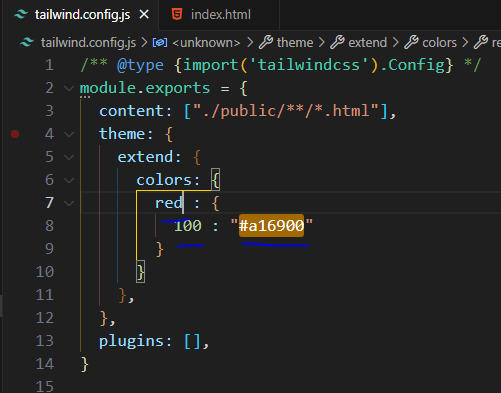 tailwind.config.js X index.html
tailwind.config.js > <unknown> > theme > extend > colors > re
1 /** @type {import('tailwindcss').Config} */
2 module.exports = {
3 content: ["./public/**/*.html"],
4 theme: {
5 extend: {
6 colors: {
7 red : {
8 100 : "#a16900"
9 }
10 }
11 },
12 },
13 plugins: [],
14 }
15